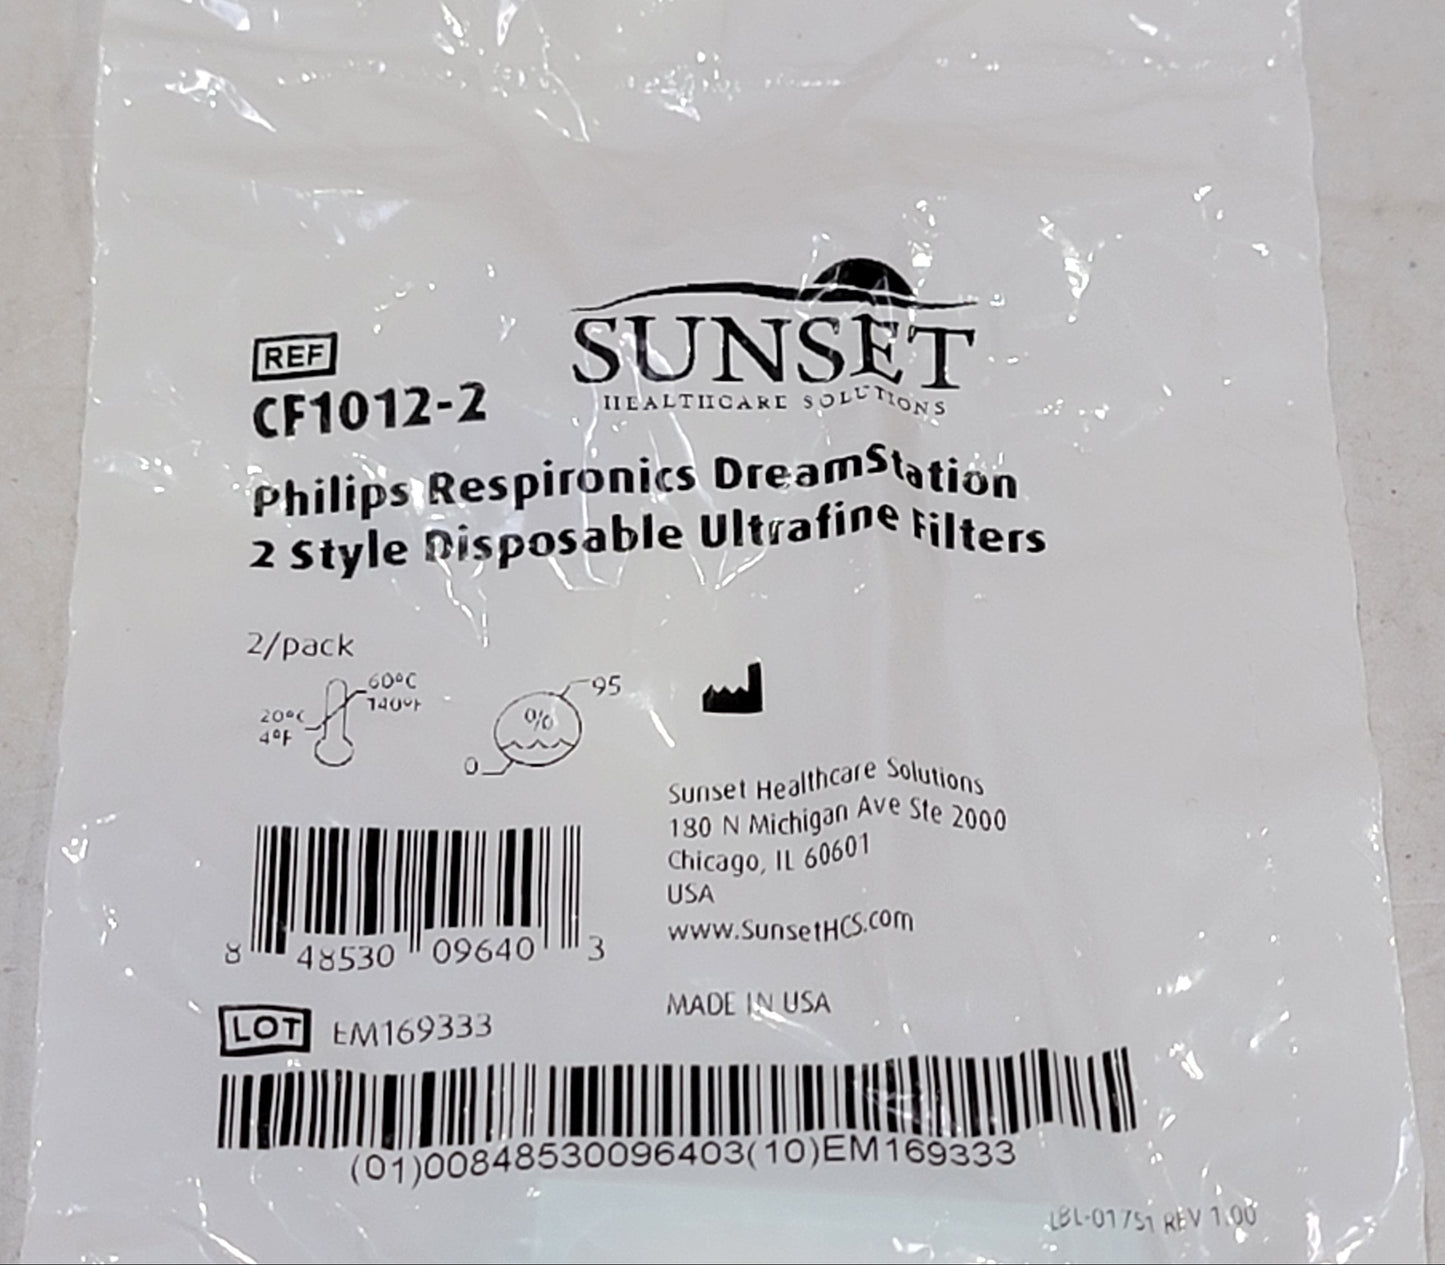 SUNSET
HEALTHCARE SOLUTIONS
REF
CF1012-2
Philips Respironics DreamStation
2 Style Disposable Ultrafine Filters
2/pack
60°C
140°F
20°C
4°F
%
95
0
Sunset Healthcare Solutions
180 N Michigan Ave Ste 2000
Chicago, IL 60601
USA
www.SunsetHCS.com
8 48530 09640 3
MADE IN USA
LOT EM169333
(01)00848530096403(10)EM169333
LBL-01751 REV 1.00